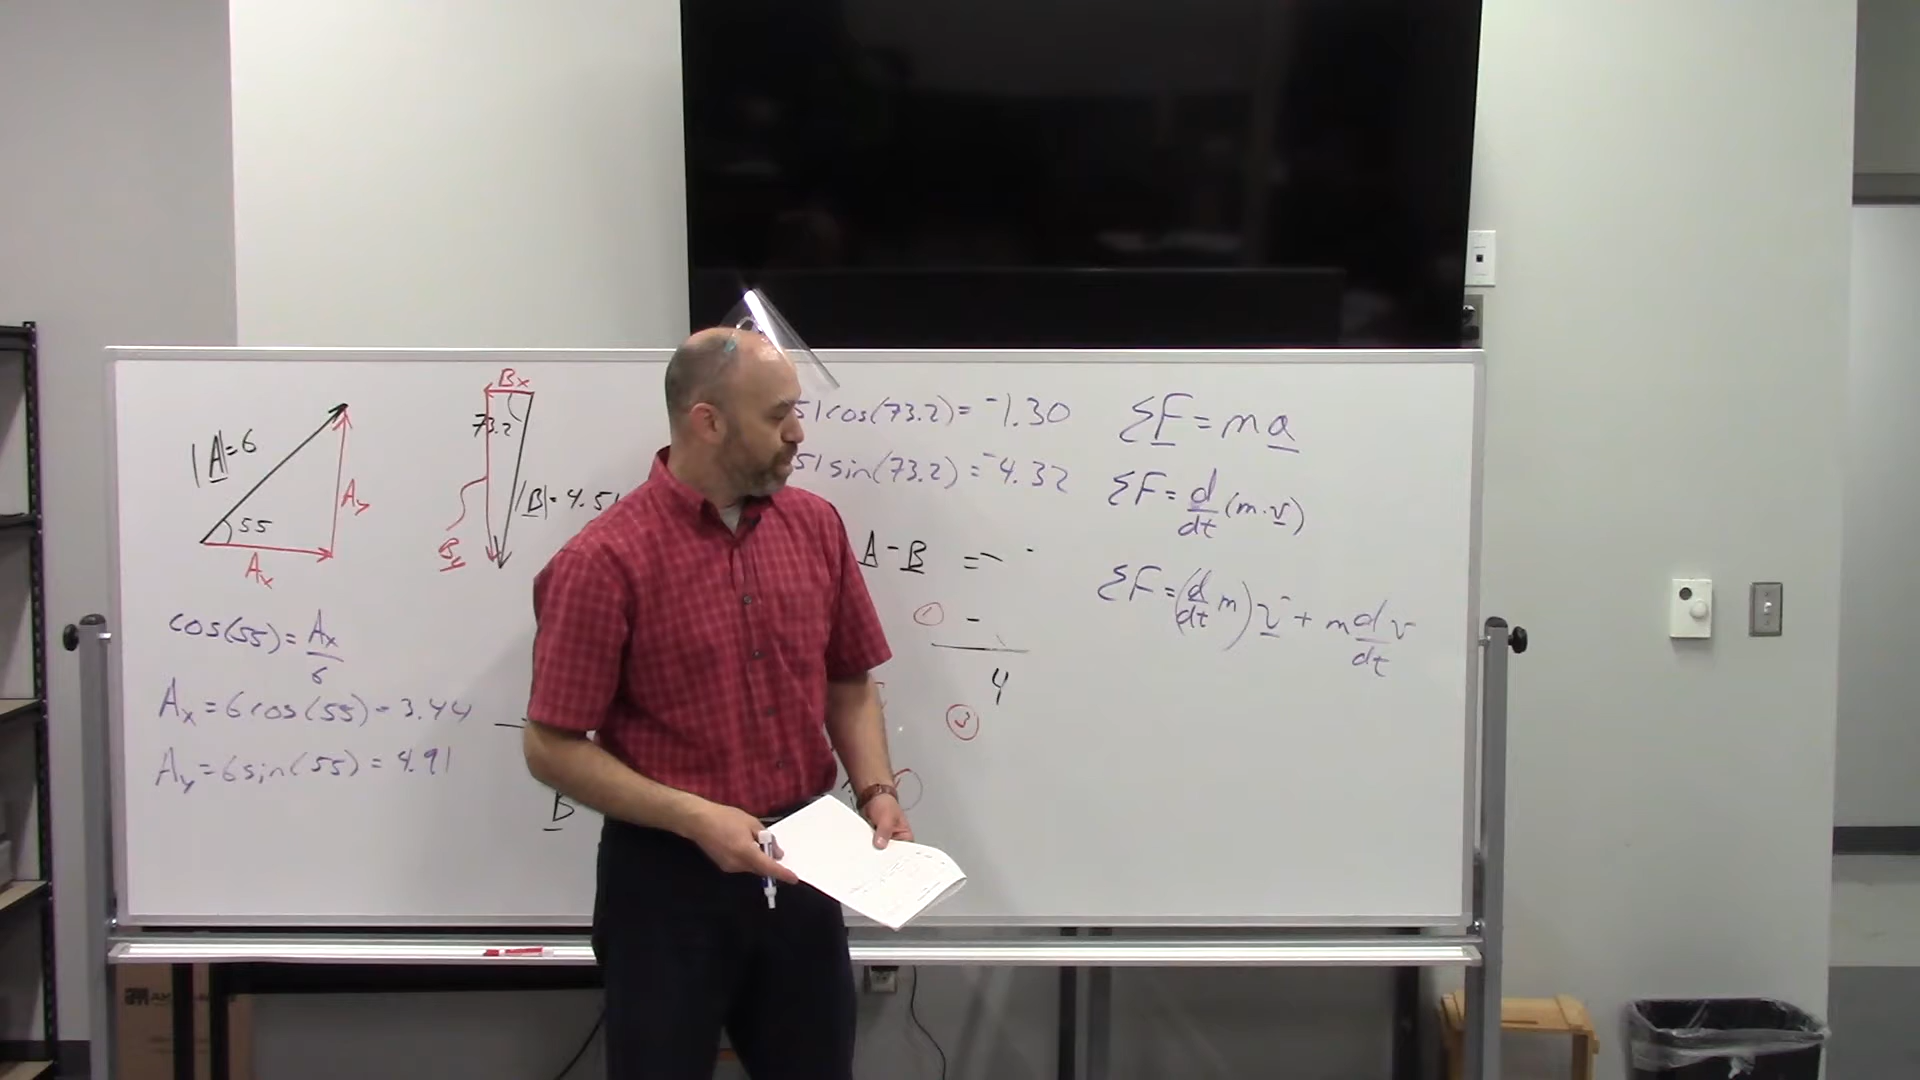 |A|=6
55
Ax
Ay
cos(55) = Ax/6
Ax = 6cos(55) = 3.44
Ay = 6sin(55) = 4.91
Bx
73.2
|B| = 4.51
By
B
51cos(73.2) = -1.30
51sin(73.2) = -4.32
A - B =
①
-
4
③
ΣF = ma
ΣF = d/dt (m·v)
ΣF = (d/dt m) v + m d/dt v